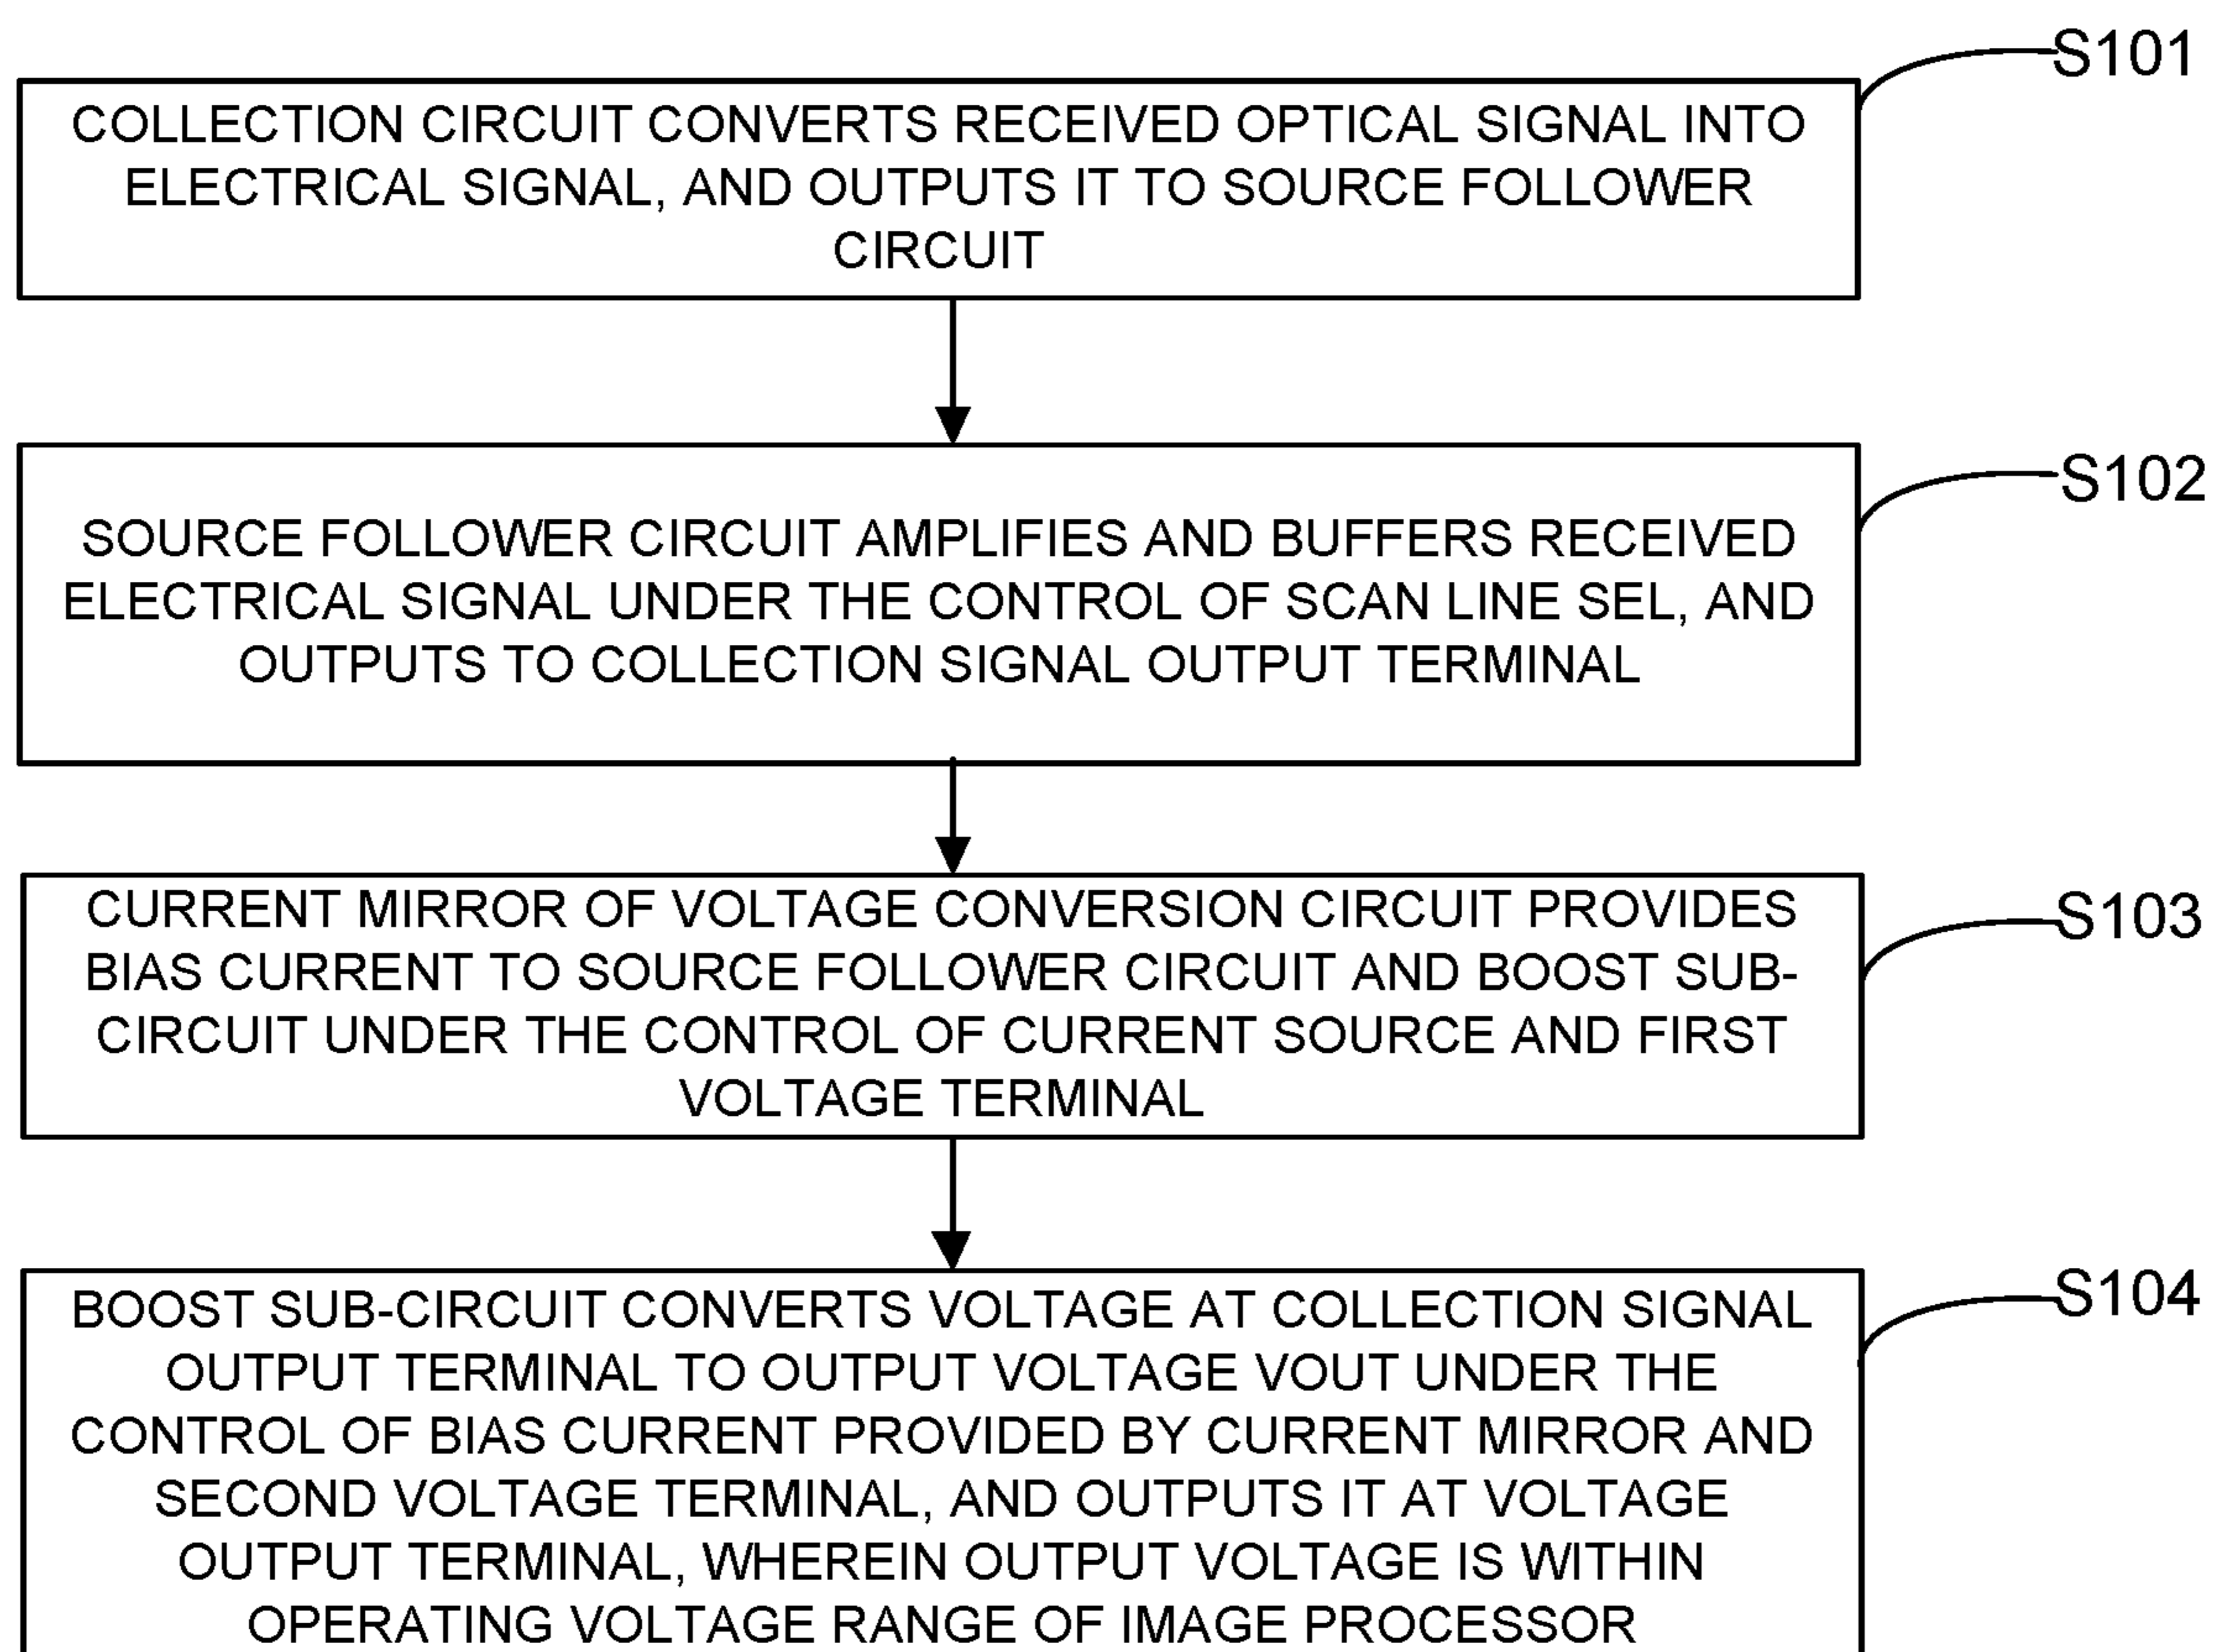 S101
COLLECTION CIRCUIT CONVERTS RECEIVED OPTICAL SIGNAL INTO
ELECTRICAL SIGNAL, AND OUTPUTS IT TO SOURCE FOLLOWER
CIRCUIT
S102
SOURCE FOLLOWER CIRCUIT AMPLIFIES AND BUFFERS RECEIVED
ELECTRICAL SIGNAL UNDER THE CONTROL OF SCAN LINE SEL, AND
OUTPUTS TO COLLECTION SIGNAL OUTPUT TERMINAL
S103
CURRENT MIRROR OF VOLTAGE CONVERSION CIRCUIT PROVIDES
BIAS CURRENT TO SOURCE FOLLOWER CIRCUIT AND BOOST SUB-
CIRCUIT UNDER THE CONTROL OF CURRENT SOURCE AND FIRST
VOLTAGE TERMINAL
S104
BOOST SUB-CIRCUIT CONVERTS VOLTAGE AT COLLECTION SIGNAL
OUTPUT TERMINAL TO OUTPUT VOLTAGE VOUT UNDER THE
CONTROL OF BIAS CURRENT PROVIDED BY CURRENT MIRROR AND
SECOND VOLTAGE TERMINAL, AND OUTPUTS IT AT VOLTAGE
OUTPUT TERMINAL, WHEREIN OUTPUT VOLTAGE IS WITHIN
OPERATING VOLTAGE RANGE OF IMAGE PROCESSOR